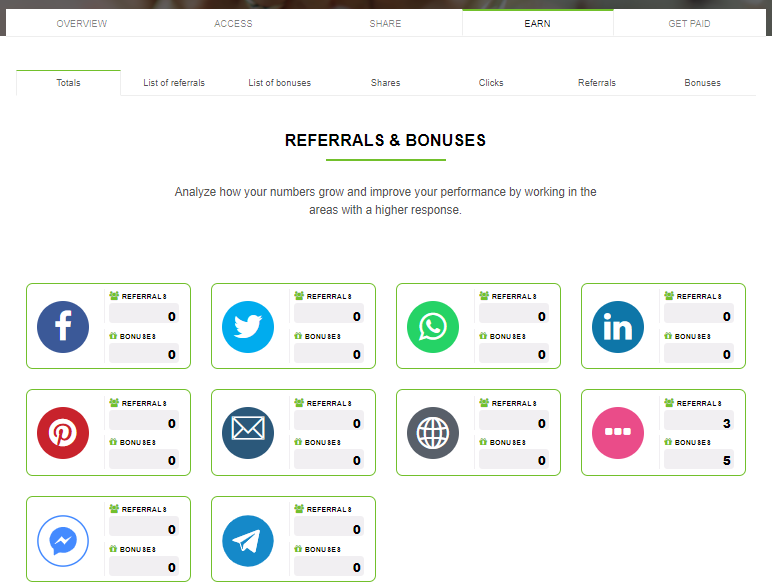 OVERVIEW ACCESS SHARE EARN GET PAID
Totals List of referrals List of bonuses Shares Clicks Referrals Bonuses
REFERRALS & BONUSES
Analyze how your numbers grow and improve your performance by working in the
areas with a higher response.
REFERRALS REFERRALS REFERRALS REFERRALS
0 0 0 0
BONUSES BONUSES BONUSES BONUSES
0 0 0 0
REFERRALS REFERRALS REFERRALS REFERRALS
0 0 0 3
BONUSES BONUSES BONUSES BONUSES
0 0 0 5
REFERRALS REFERRALS
0 0
BONUSES BONUSES
0 0